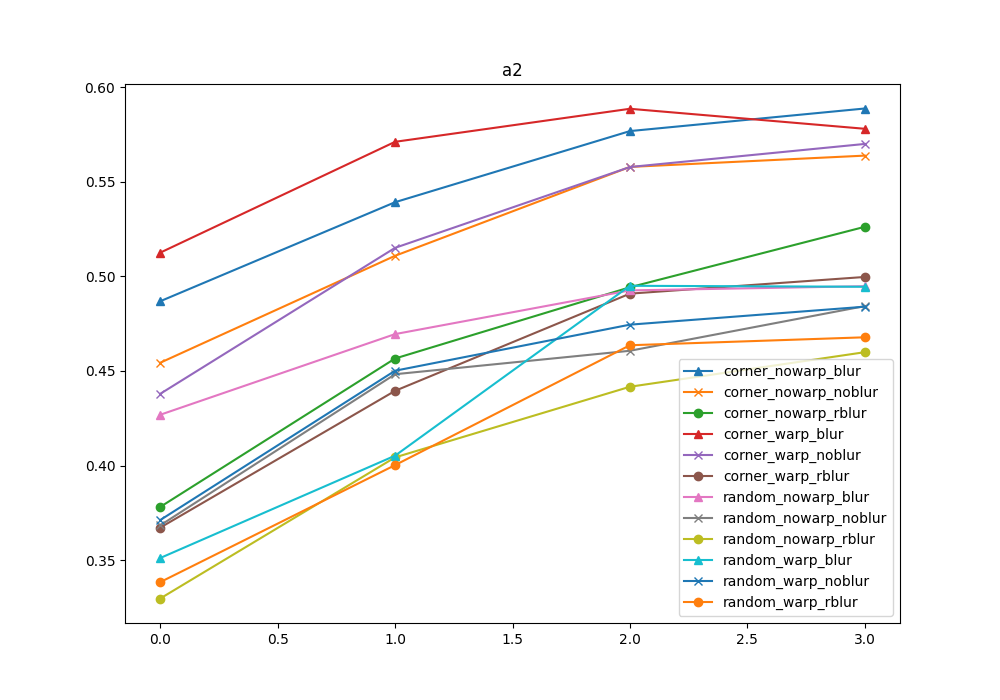 a2
0.60
0.55
0.50
0.45
0.40
0.35
0.0 0.5 1.0 1.5 2.0 2.5 3.0
corner_nowarp_blur
corner_nowarp_noblur
corner_nowarp_rblur
corner_warp_blur
corner_warp_noblur
corner_warp_rblur
random_nowarp_blur
random_nowarp_noblur
random_nowarp_rblur
random_warp_blur
random_warp_noblur
random_warp_rblur